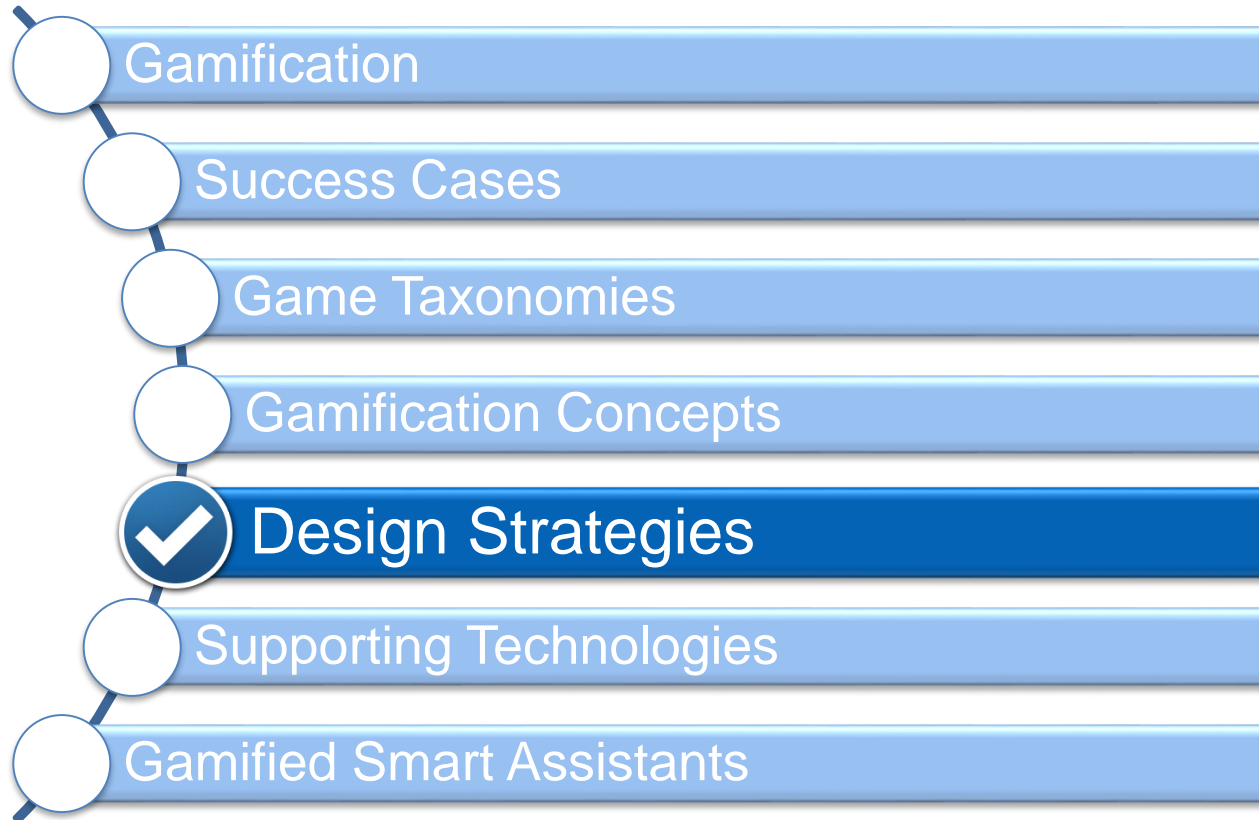 Gamification
Success Cases
Game Taxonomies
Gamification Concepts
Design Strategies
Supporting Technologies
Gamified Smart Assistants